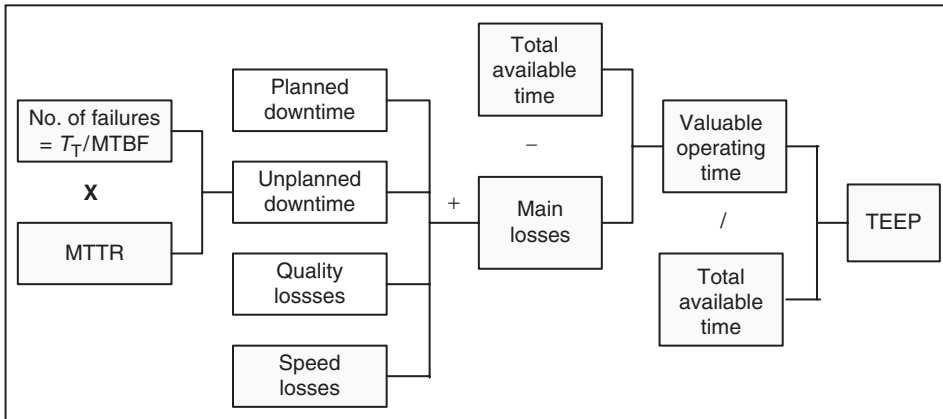 No. of failures
= T_T/MTBF
X
MTTR
Planned
downtime
Unplanned
downtime
Quality
lossses
Speed
losses
+
Total
available
time
−
Main
losses
Valuable
operating
time
/
Total
available
time
TEEP